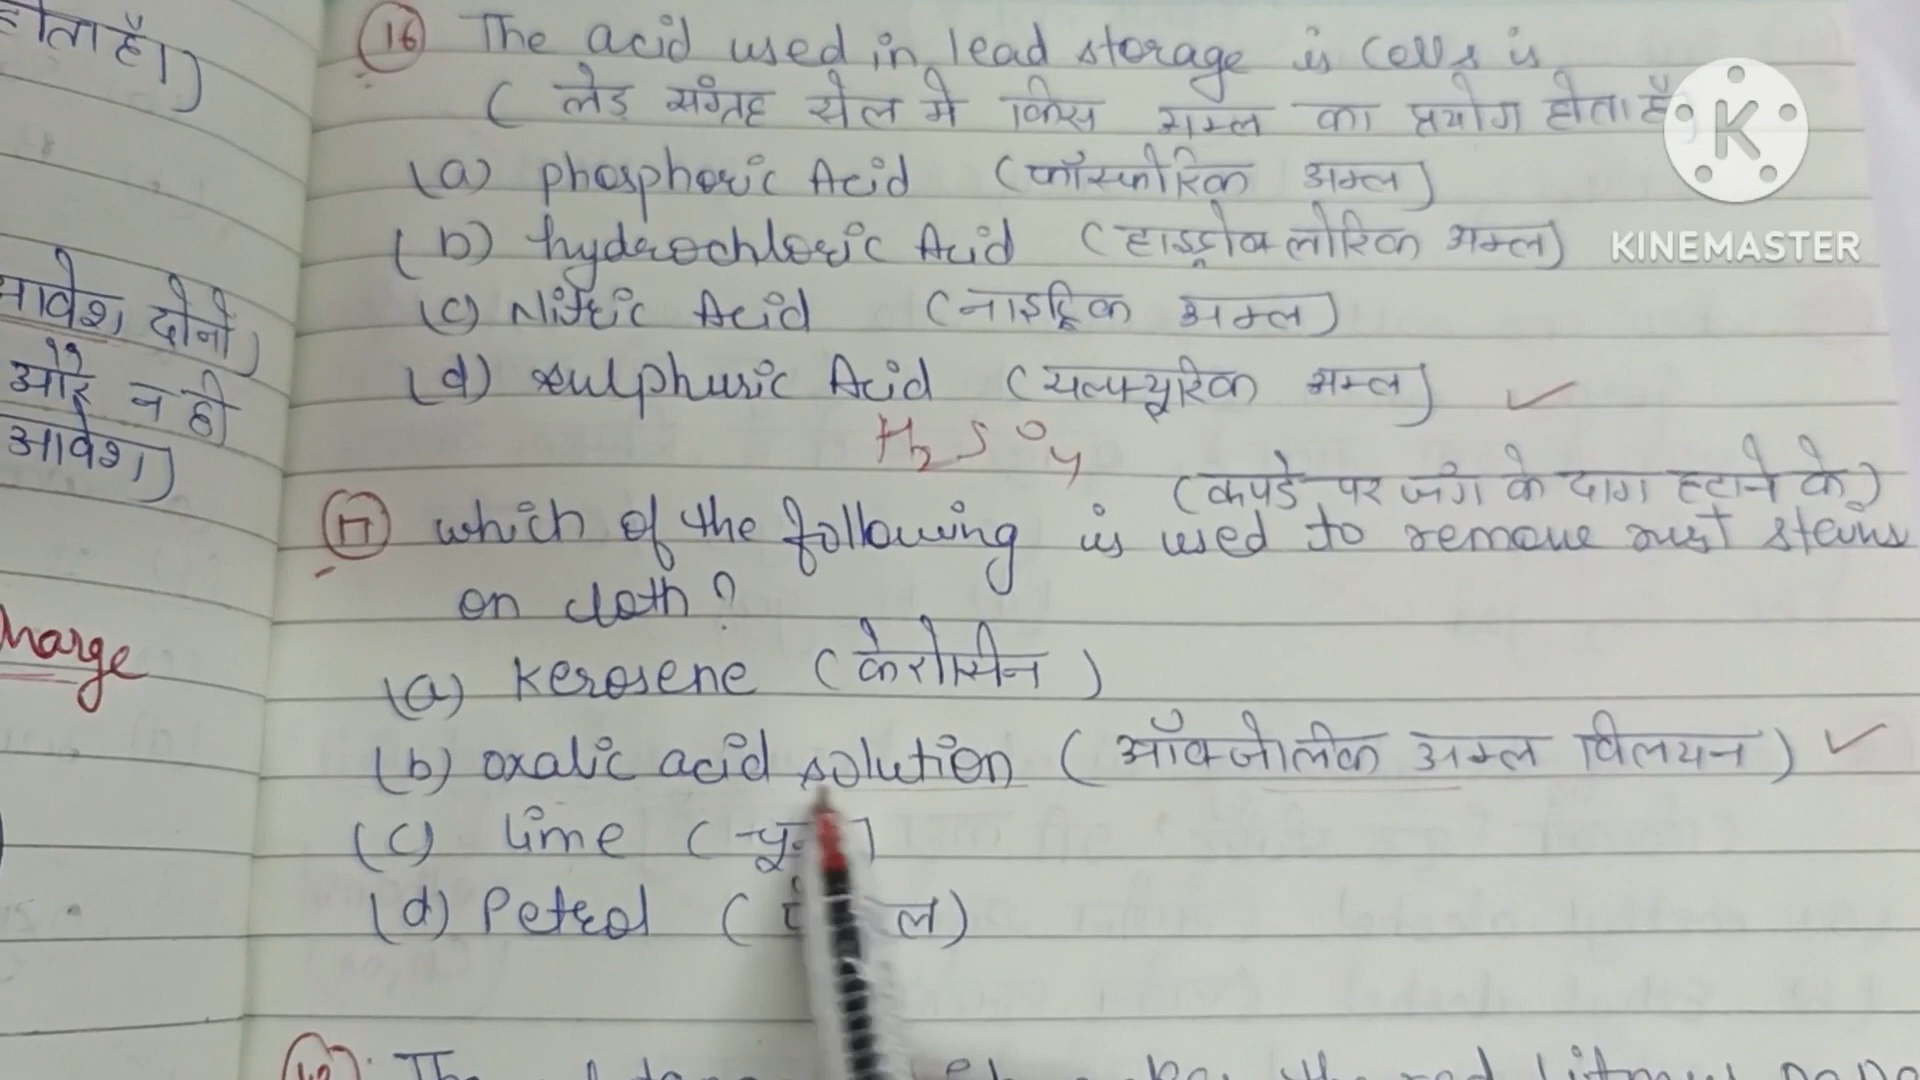 होता है।)
आवेश दोनों)
और न ही
आवेश।)
harge
(16) The acid used in lead storage is cells is
( लेड संग्रह सेल मे किस अम्ल का प्रयोग होता है
(a) phosphoric Acid (फॉस्फोरिक अम्ल)
(b) hydrochloric Acid (हाइड्रोक्लोरिक अम्ल)
(c) Nitric Acid (नाइट्रिक अम्ल)
(d) sulphuric Acid (सल्फ्यूरिक अम्ल) ✓
H₂SO₄
(कपडे पर जंग के दाग हटाने के)
(17) which of the following is used to remove rust steins
on cloth?
(a) Kerosene (केरोसीन)
(b) oxalic acid solution (ऑक्जेलिक अम्ल विलयन) ✓
(c) lime (
(d) Petrol (
KINEMASTER